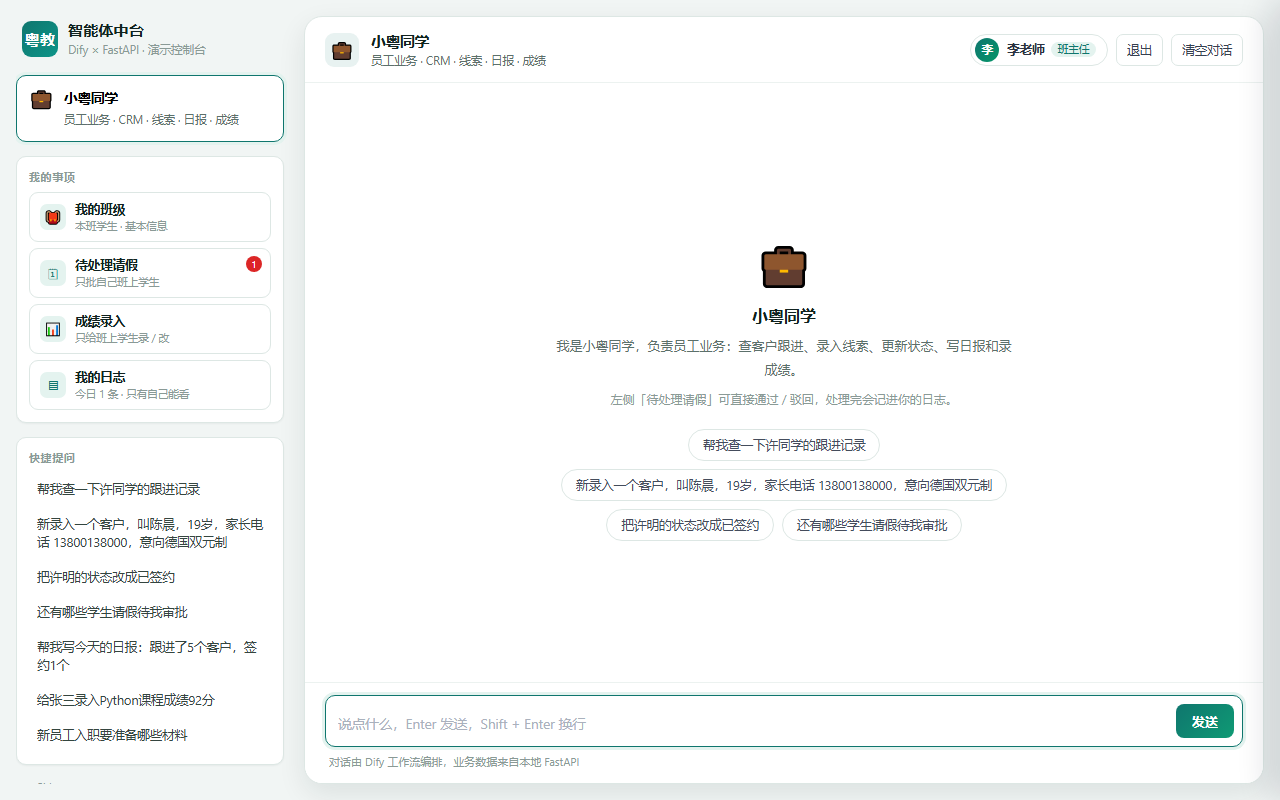 粤教
智能体中台
Dify × FastAPI · 演示控制台
小粤同学
员工业务 · CRM · 线索 · 日报 · 成绩
我的事项
我的班级
本班学生 · 基本信息
待处理请假
只批自己班上学生
1
成绩录入
只给班上学生录 / 改
我的日志
今日 1 条 · 只有自己能看
快捷提问
帮我查一下许同学的跟进记录
新录入一个客户，叫陈晨，19岁，家长电
话 13800138000，意向德国双元制
把许明的状态改成已签约
还有哪些学生请假待我审批
帮我写今天的日报：跟进了5个客户，签
约1个
给张三录入Python课程成绩92分
新员工入职要准备哪些材料
小粤同学
员工业务 · CRM · 线索 · 日报 · 成绩
李 李老师 班主任
退出
清空对话
小粤同学
我是小粤同学，负责员工业务：查客户跟进、录入线索、更新状态、写日报和录
成绩。
左侧「待处理请假」可直接通过 / 驳回，处理完会记进你的日志。
帮我查一下许同学的跟进记录
新录入一个客户，叫陈晨，19岁，家长电话 13800138000，意向德国双元制
把许明的状态改成已签约
还有哪些学生请假待我审批
说点什么，Enter 发送，Shift + Enter 换行
发送
对话由 Dify 工作流编排，业务数据来自本地 FastAPI